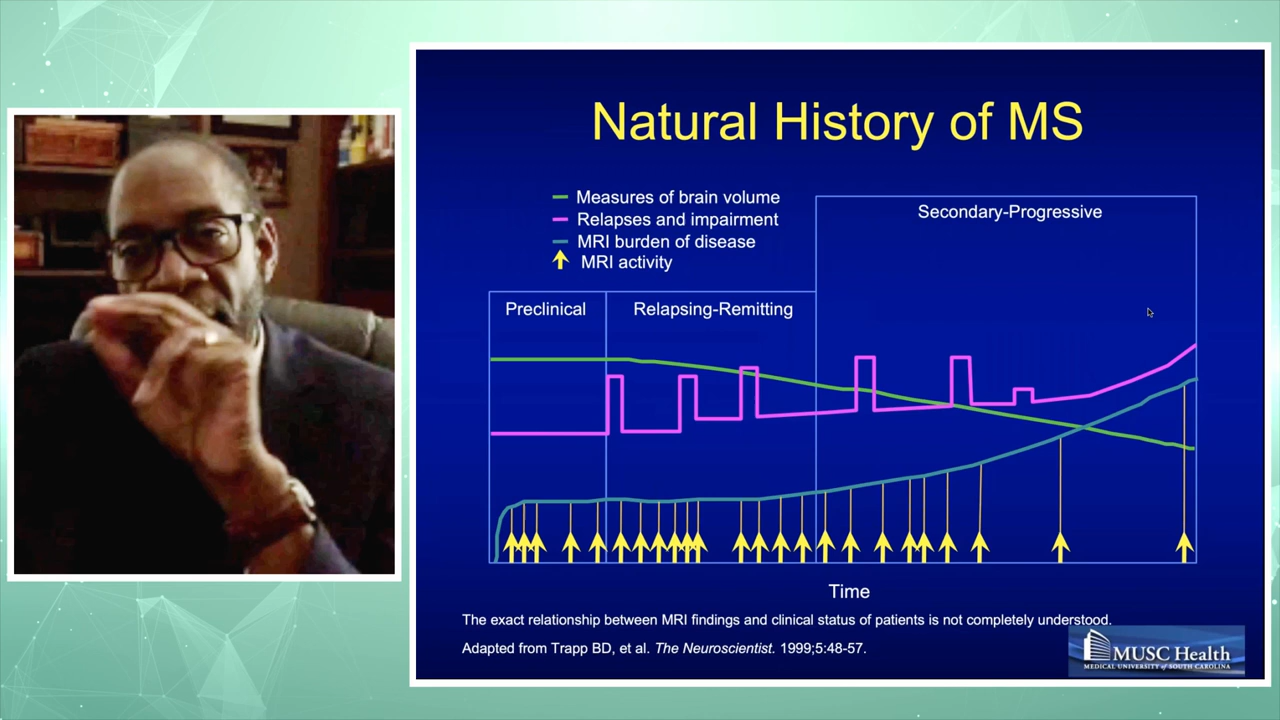 Natural History of MS
Measures of brain volume
Relapses and impairment
MRI burden of disease
MRI activity
Secondary-Progressive
Preclinical
Relapsing-Remitting
Time
The exact relationship between MRI findings and clinical status of patients is not completely understood.
Adapted from Trapp BD, et al. The Neuroscientist. 1999;5:48-57.
MUSC Health
MEDICAL UNIVERSITY of SOUTH CAROLINA